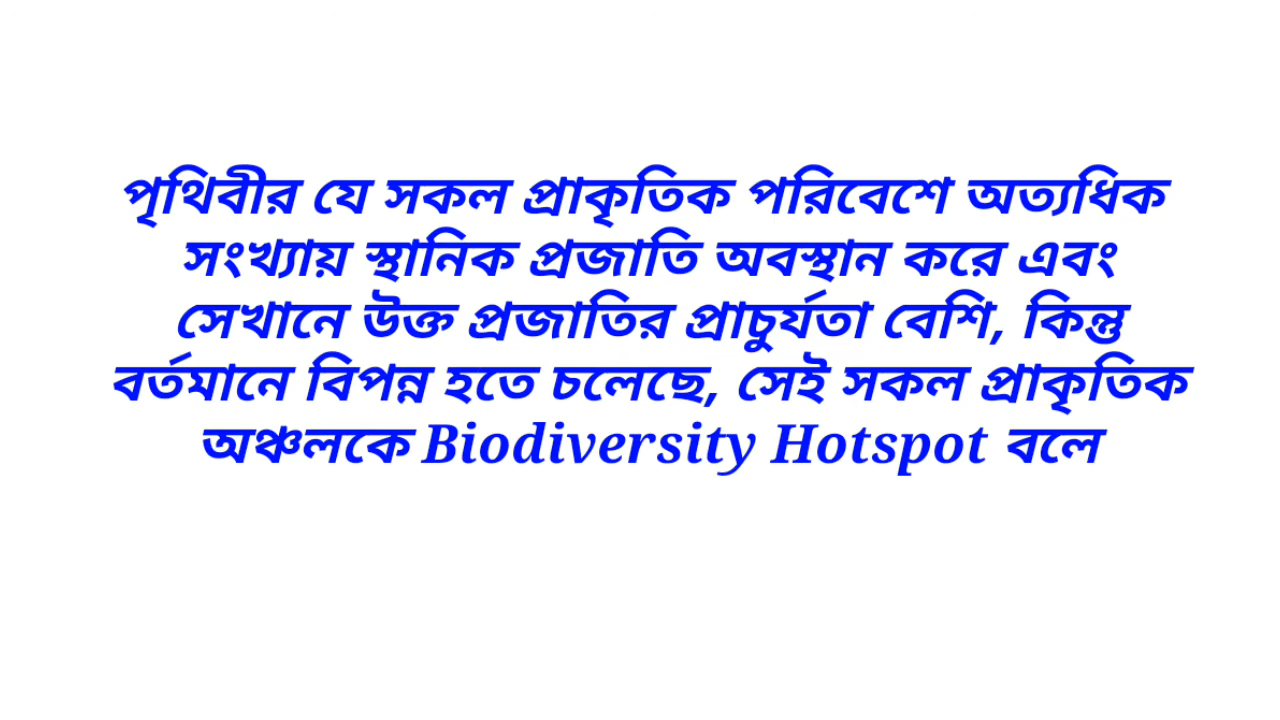 পৃথিবীর যে সকল প্রাকৃতিক পরিবেশে অত্যধিক
সংখ্যায় স্থানিক প্রজাতি অবস্থান করে এবং
সেখানে উক্ত প্রজাতির প্রাচুর্যতা বেশি, কিন্তু
বর্তমানে বিপন্ন হতে চলেছে, সেই সকল প্রাকৃতিক
অঞ্চলকে Biodiversity Hotspot বলে